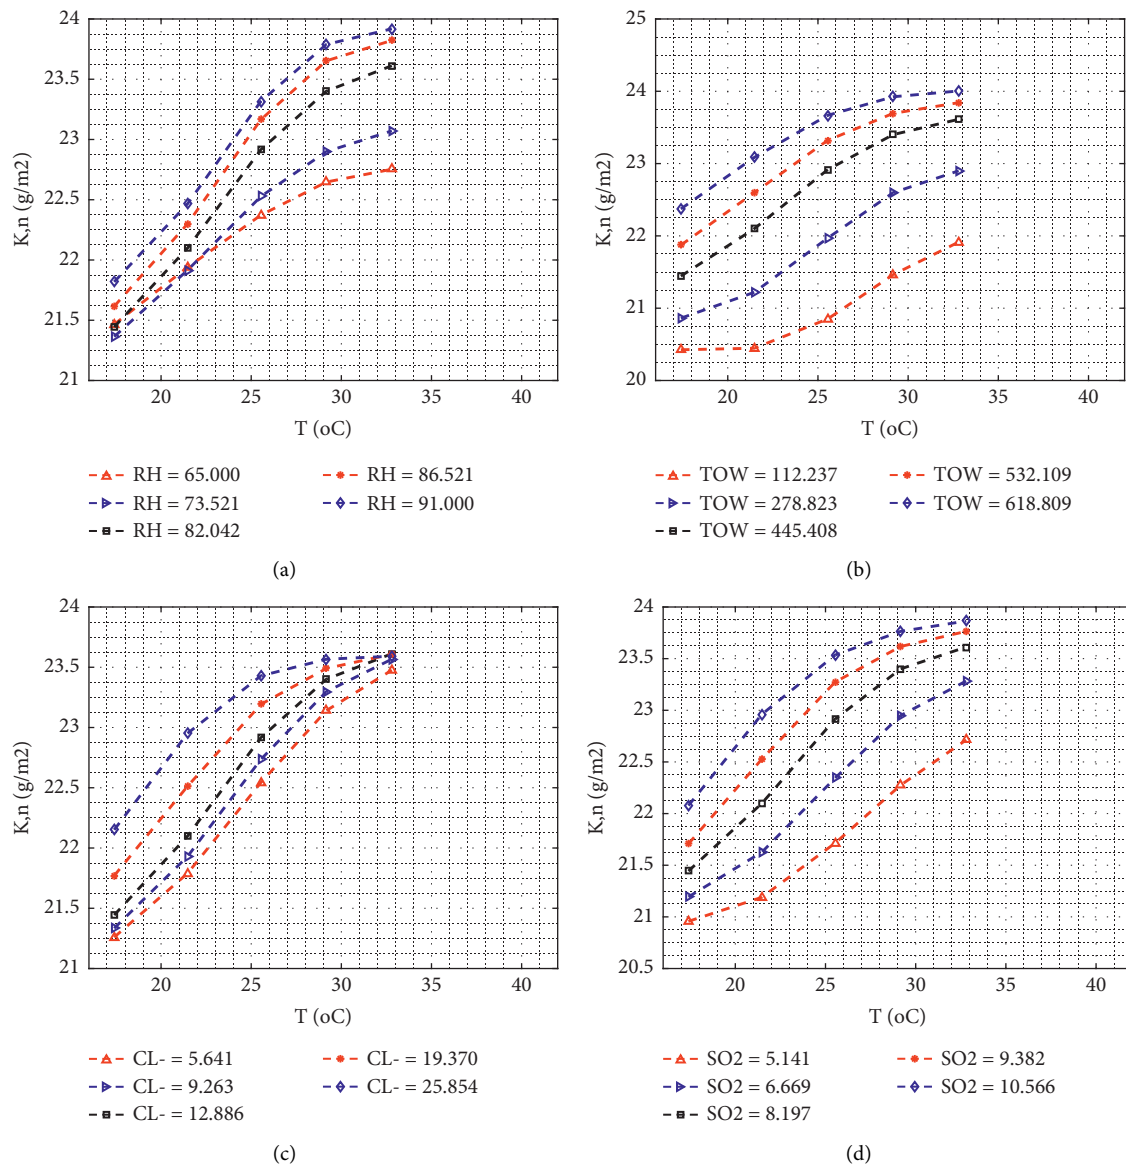 24
23.5
23
22.5
22
21.5
21
K,n (g/m2)
20 25 30 35 40
T (oC)
RH = 65.000
RH = 73.521
RH = 82.042
RH = 86.521
RH = 91.000
(a)
25
24
23
22
21
20
K,n (g/m2)
20 25 30 35 40
T (oC)
TOW = 112.237
TOW = 278.823
TOW = 445.408
TOW = 532.109
TOW = 618.809
(b)
24
23.5
23
22.5
22
21.5
21
K,n (g/m2)
20 25 30 35 40
T (oC)
CL- = 5.641
CL- = 9.263
CL- = 12.886
CL- = 19.370
CL- = 25.854
(c)
24
23.5
23
22.5
22
21.5
21
20.5
K,n (g/m2)
20 25 30 35 40
T (oC)
SO2 = 5.141
SO2 = 6.669
SO2 = 8.197
SO2 = 9.382
SO2 = 10.566
(d)